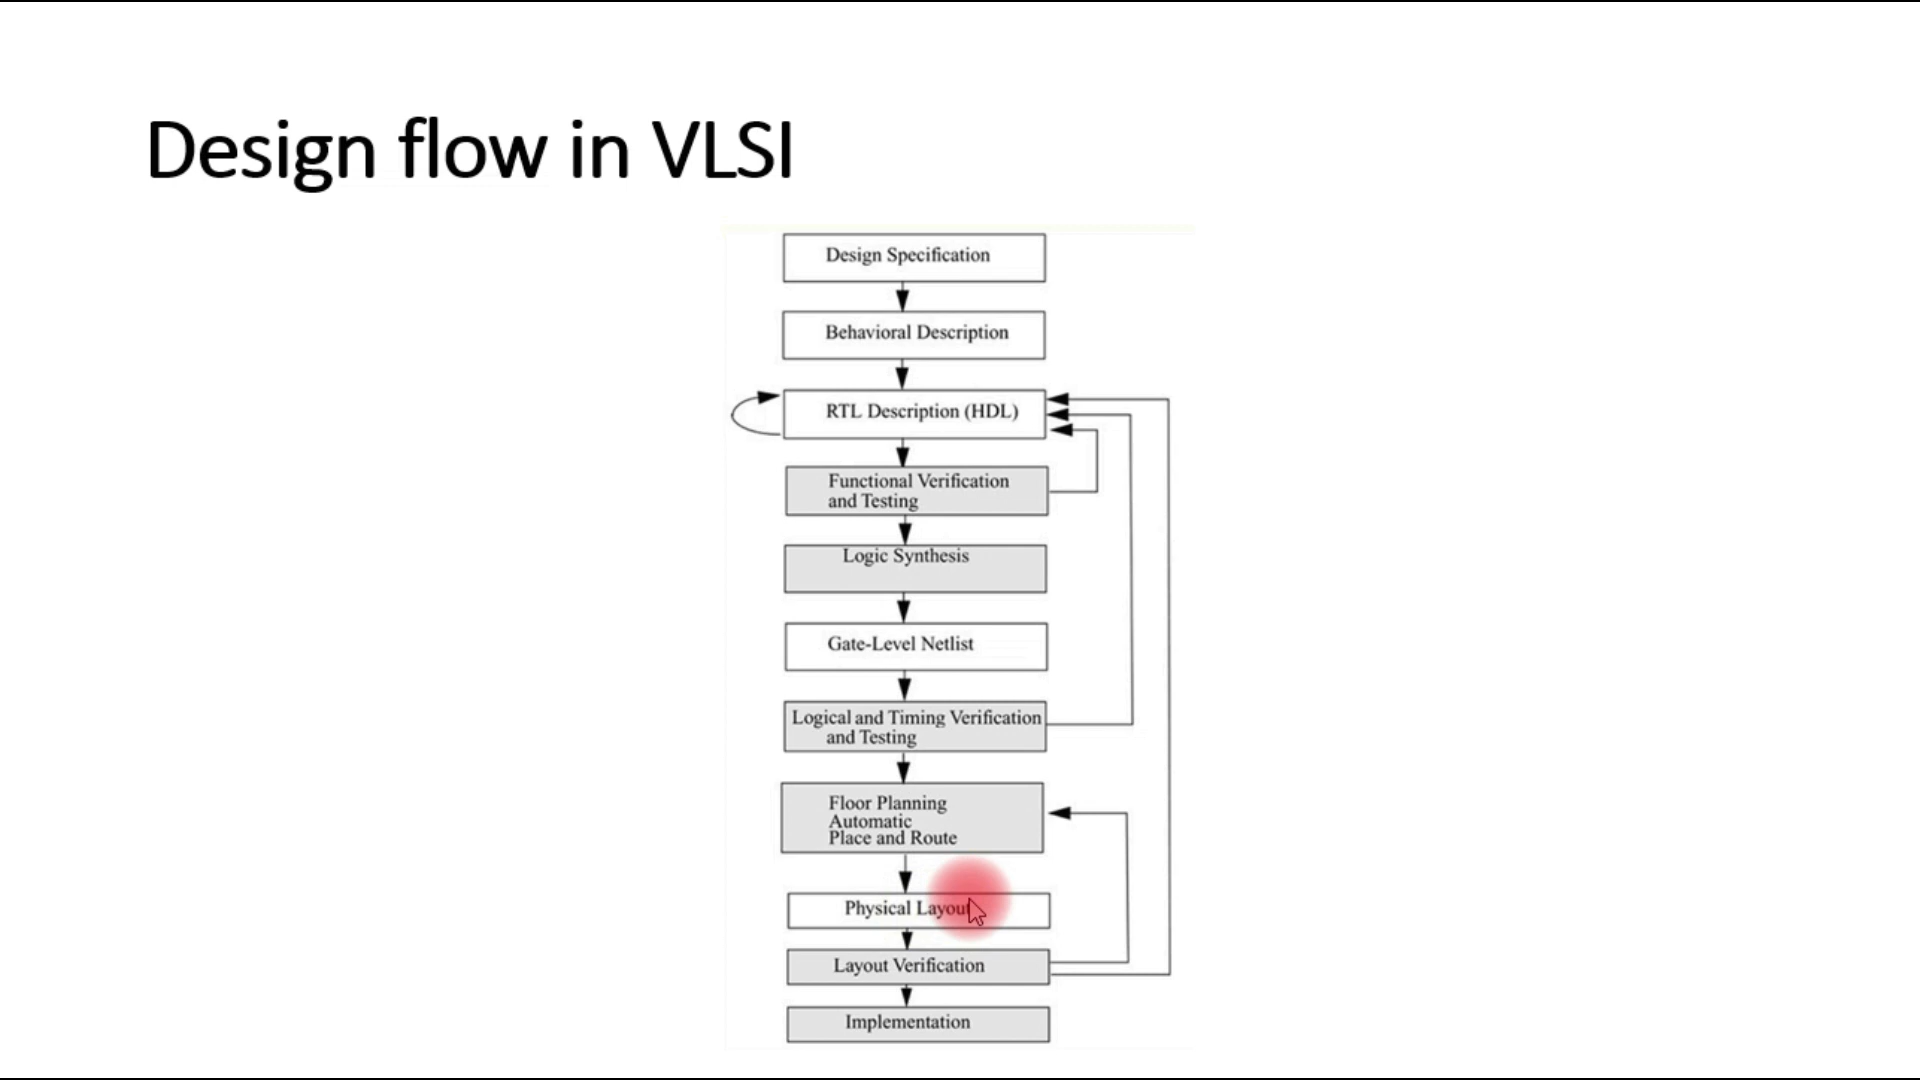 Design flow in VLSI
Design Specification
Behavioral Description
RTL Description (HDL)
Functional Verification
and Testing
Logic Synthesis
Gate-Level Netlist
Logical and Timing Verification
and Testing
Floor Planning
Automatic
Place and Route
Physical Layout
Layout Verification
Implementation